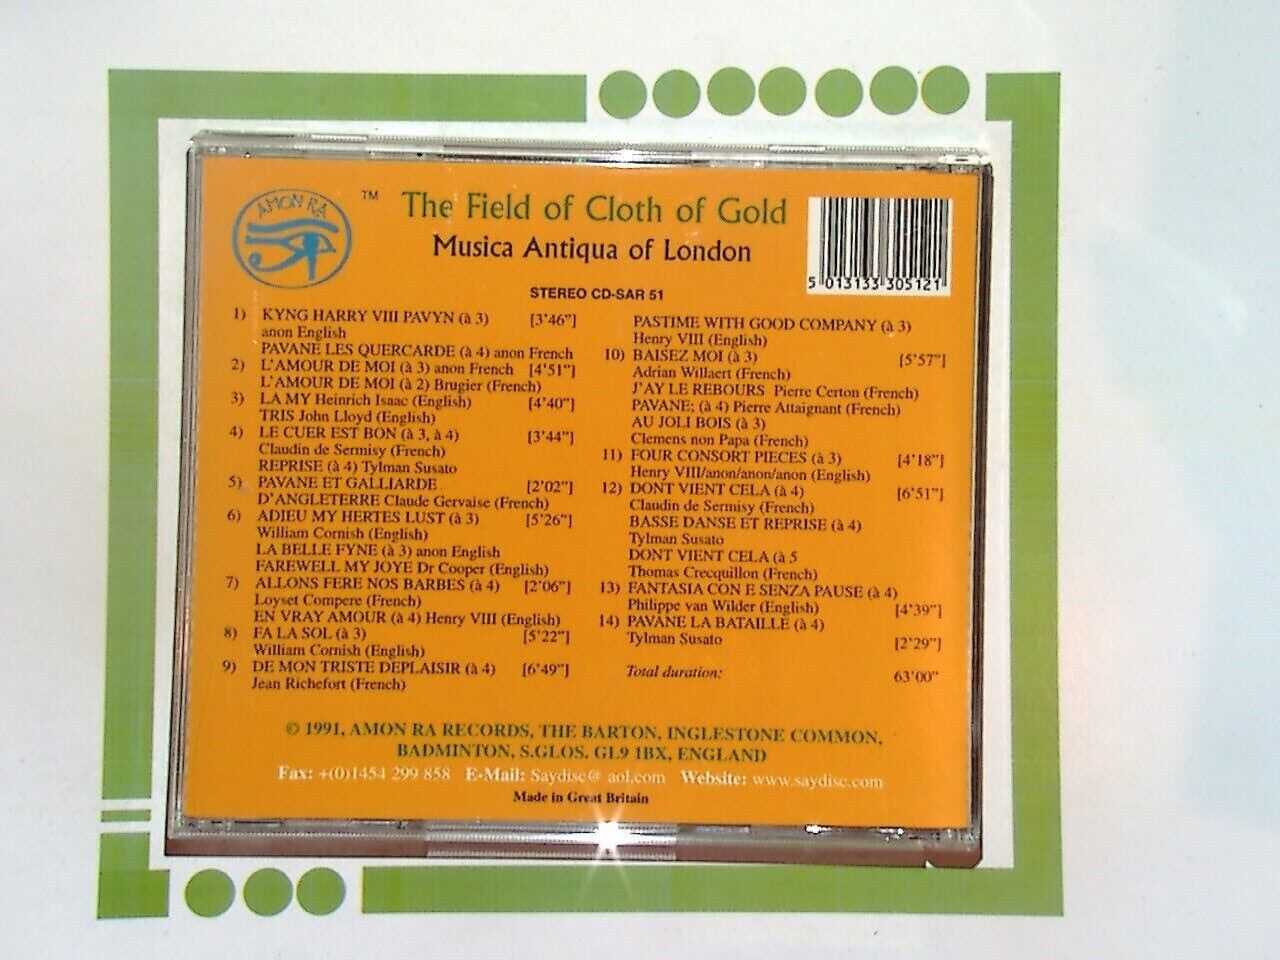 AMON RA
TM
The Field of Cloth of Gold
Musica Antiqua of London
5 013133 305121
STEREO CD-SAR 51
1) KYNG HARRY VIII PAVYN (à 3) [3'46"]
anon English
PAVANE LES QUERCARDE (à 4) anon French
2) L'AMOUR DE MOI (à 3) anon French [4'51"]
L'AMOUR DE MOI (à 2) Brugier (French)
3) LA MY Heinrich Isaac (English) [4'40"]
TRIS John Lloyd (English)
4) LE CUER EST BON (à 3, à 4) [3'44"]
Claudin de Sermisy (French)
REPRISE (à 4) Tylman Susato
5) PAVANE ET GALLIARDE [2'02"]
D'ANGLETERRE Claude Gervaise (French)
6) ADIEU MY HERTES LUST (à 3) [5'26"]
William Cornish (English)
LA BELLE FYNE (à 3) anon English
FAREWELL MY JOYE Dr Cooper (English)
7) ALLONS FERE NOS BARBES (à 4) [2'06"]
Loyset Compere (French)
EN VRAY AMOUR (à 4) Henry VIII (English)
8) FA LA SOL (à 3) [5'22"]
William Cornish (English)
9) DE MON TRISTE DEPLAISIR (à 4) [6'49"]
Jean Richefort (French)
PASTIME WITH GOOD COMPANY (à 3)
Henry VIII (English)
10) BAISEZ MOI (à 3) [5'57"]
Adrian Willaert (French)
J'AY LE REBOURS Pierre Certon (French)
PAVANE; (à 4) Pierre Attaignant (French)
AU JOLI BOIS (à 3)
Clemens non Papa (French)
11) FOUR CONSORT PIECES (à 3) [4'18"]
Henry VIII/anon/anon/anon (English)
12) DONT VIENT CELA (à 4) [6'51"]
Claudin de Sermisy (French)
BASSE DANSE ET REPRISE (à 4)
Tylman Susato
DONT VIENT CELA (à 5
Thomas Crecquillon (French)
13) FANTASIA CON E SENZA PAUSE (à 4)
Philippe van Wilder (English) [4'39"]
14) PAVANE LA BATAILLE (à 4)
Tylman Susato [2'29"]
Total duration: 63'00"
© 1991, AMON RA RECORDS, THE BARTON, INGLESTONE COMMON,
BADMINTON, S.GLOS. GL9 1BX, ENGLAND
Fax: +(0)1454 299 858 E-Mail: Saydisc@ aol.com Website: www.saydisc.com
Made in Great Britain